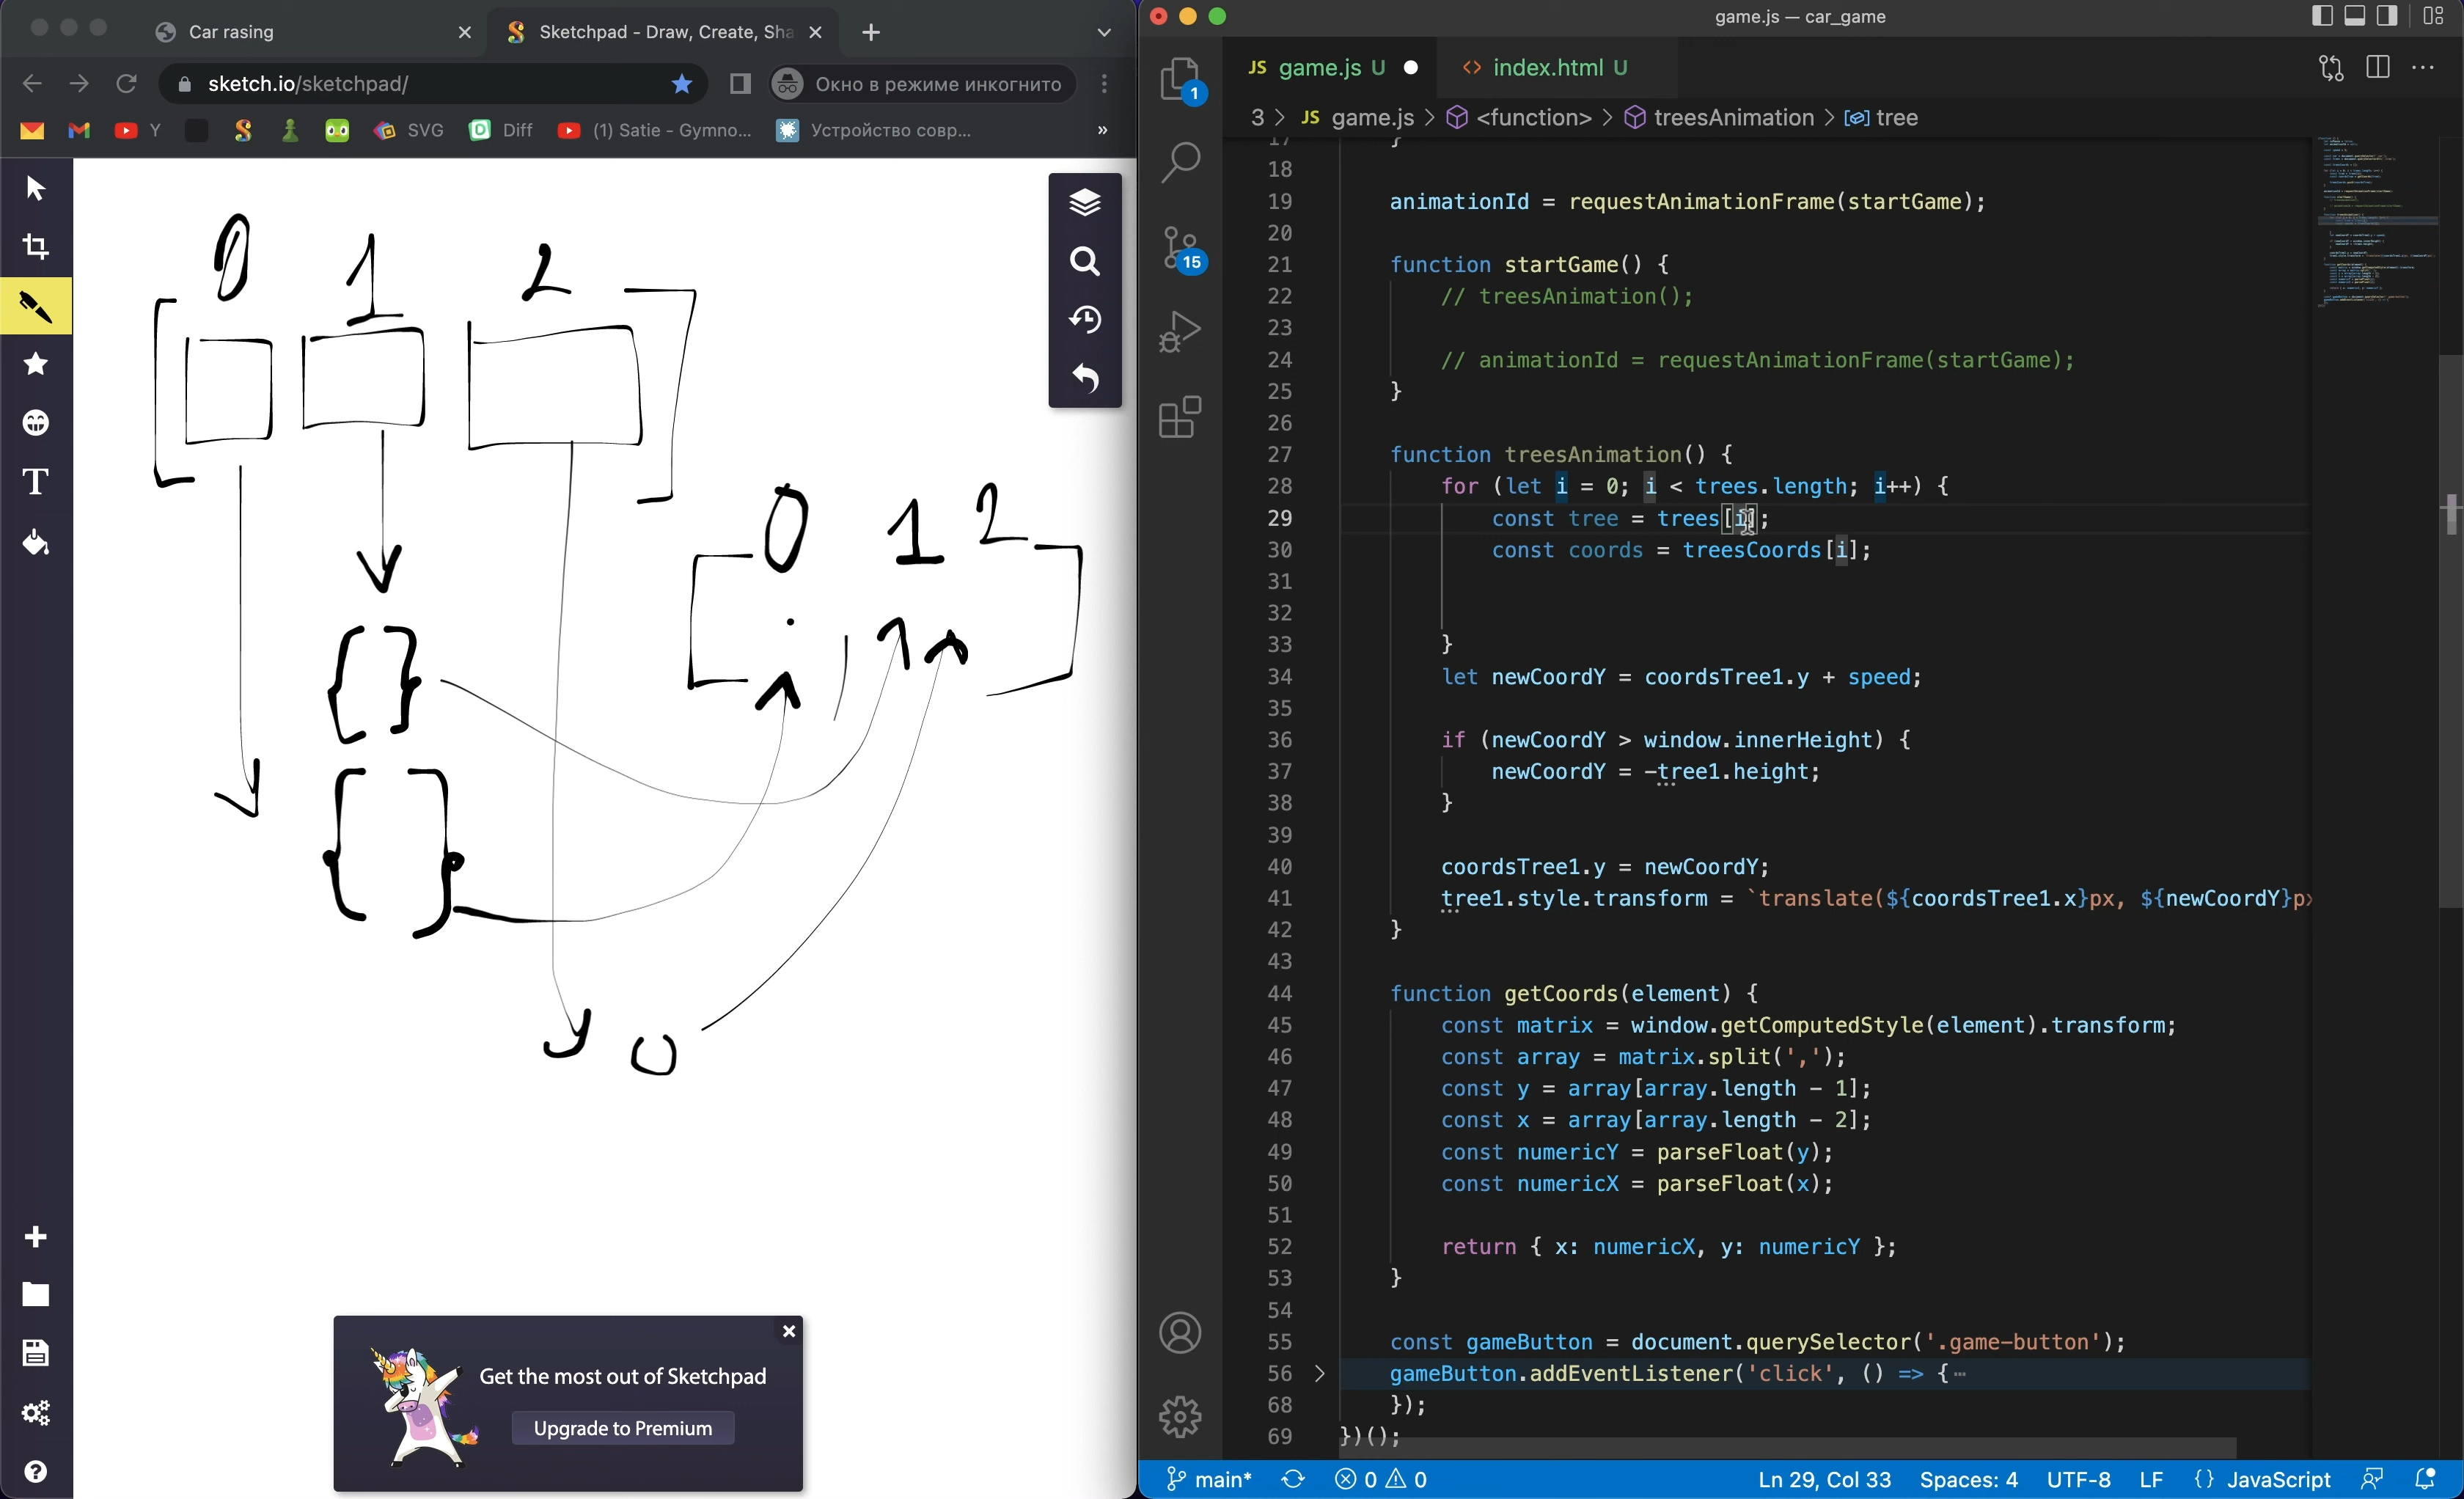 Car rasing
Sketchpad - Draw, Create, Sha
sketch.io/sketchpad/
Окно в режиме инкогнито
Y
SVG
Diff
(1) Satie - Gymno...
Устройство совр...
»
0 1 2
0 1 2
{ }
{ }
T
Get the most out of Sketchpad
Upgrade to Premium
game.js — car_game
JS game.js U
<> index.html U
3 > JS game.js > <function> > treesAnimation > tree
1
15
17 }
18
19 animationId = requestAnimationFrame(startGame);
20
21 function startGame() {
22 // treesAnimation();
23
24 // animationId = requestAnimationFrame(startGame);
25 }
26
27 function treesAnimation() {
28 for (let i = 0; i < trees.length; i++) {
29 const tree = trees[i];
30 const coords = treesCoords[i];
31
32
33 }
34 let newCoordY = coordsTree1.y + speed;
35
36 if (newCoordY > window.innerHeight) {
37 newCoordY = -tree1.height;
38 }
39
40 coordsTree1.y = newCoordY;
41 tree1.style.transform = `translate(${coordsTree1.x}px, ${newCoordY}px
42 }
43
44 function getCoords(element) {
45 const matrix = window.getComputedStyle(element).transform;
46 const array = matrix.split(',');
47 const y = array[array.length - 1];
48 const x = array[array.length - 2];
49 const numericY = parseFloat(y);
50 const numericX = parseFloat(x);
51
52 return { x: numericX, y: numericY };
53 }
54
55 const gameButton = document.querySelector('.game-button');
56 gameButton.addEventListener('click', () => {⋯
68 });
69 })();
main* 0 0 Ln 29, Col 33 Spaces: 4 UTF-8 LF {} JavaScript